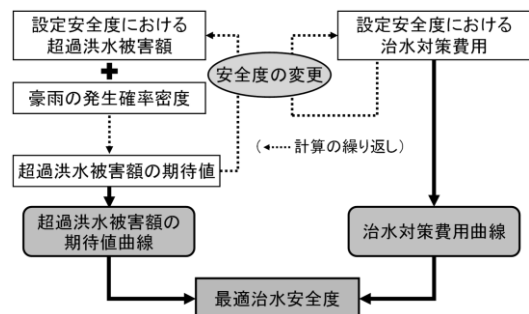 設定安全度における
超過洪水被害額
+
豪雨の発生確率密度
超過洪水被害額の期待値
超過洪水被害額の
期待値曲線
安全度の変更
(◂┈┈ 計算の繰り返し)
設定安全度における
治水対策費用
治水対策費用曲線
最適治水安全度